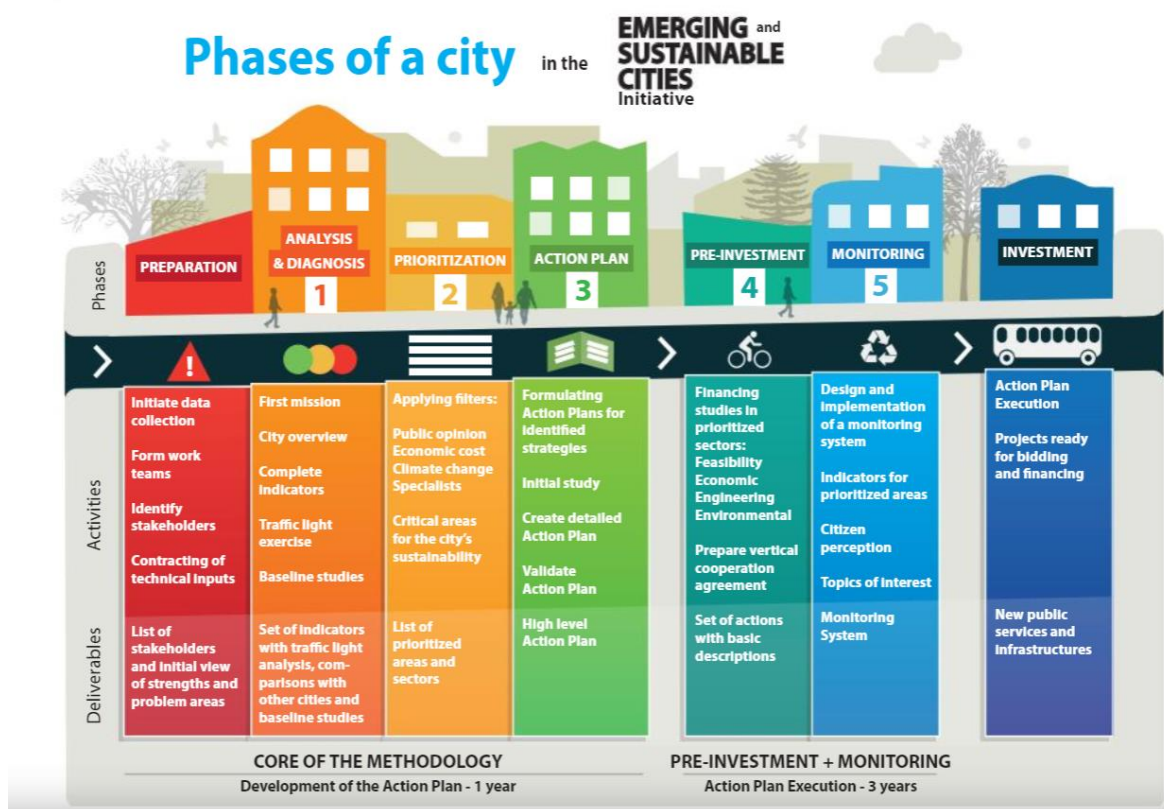 Phases of a city
in the
EMERGING and
SUSTAINABLE
CITIES
Initiative
Phases
PREPARATION
ANALYSIS
& DIAGNOSIS
1
PRIORITIZATION
2
ACTION PLAN
3
PRE-INVESTMENT
4
MONITORING
5
INVESTMENT
!
Activities
Initiate data
collection
Form work
teams
Identify
stakeholders
Contracting of
technical inputs
First mission
City overview
Complete
indicators
Traffic light
exercise
Baseline studies
Applying filters:
Public opinion
Economic cost
Climate change
Specialists
Critical areas
for the city's
sustainability
Formulating
Action Plans for
identified
strategies
Initial study
Create detailed
Action Plan
Validate
Action Plan
Financing
studies in
prioritized
sectors:
Feasibility
Economic
Engineering
Environmental
Prepare vertical
cooperation
agreement
Design and
implementation
of a monitoring
system
Indicators for
prioritized areas
Citizen
perception
Topics of interest
Action Plan
Execution
Projects ready
for bidding
and financing
Deliverables
List of
stakeholders
and initial view
of strengths and
problem areas
Set of indicators
with traffic light
analysis, com-
parisons with
other cities and
baseline studies
List of
prioritized
areas and
sectors
High level
Action Plan
Set of actions
with basic
descriptions
Monitoring
System
New public
services and
infrastructures
CORE OF THE METHODOLOGY
Development of the Action Plan - 1 year
PRE-INVESTMENT + MONITORING
Action Plan Execution - 3 years